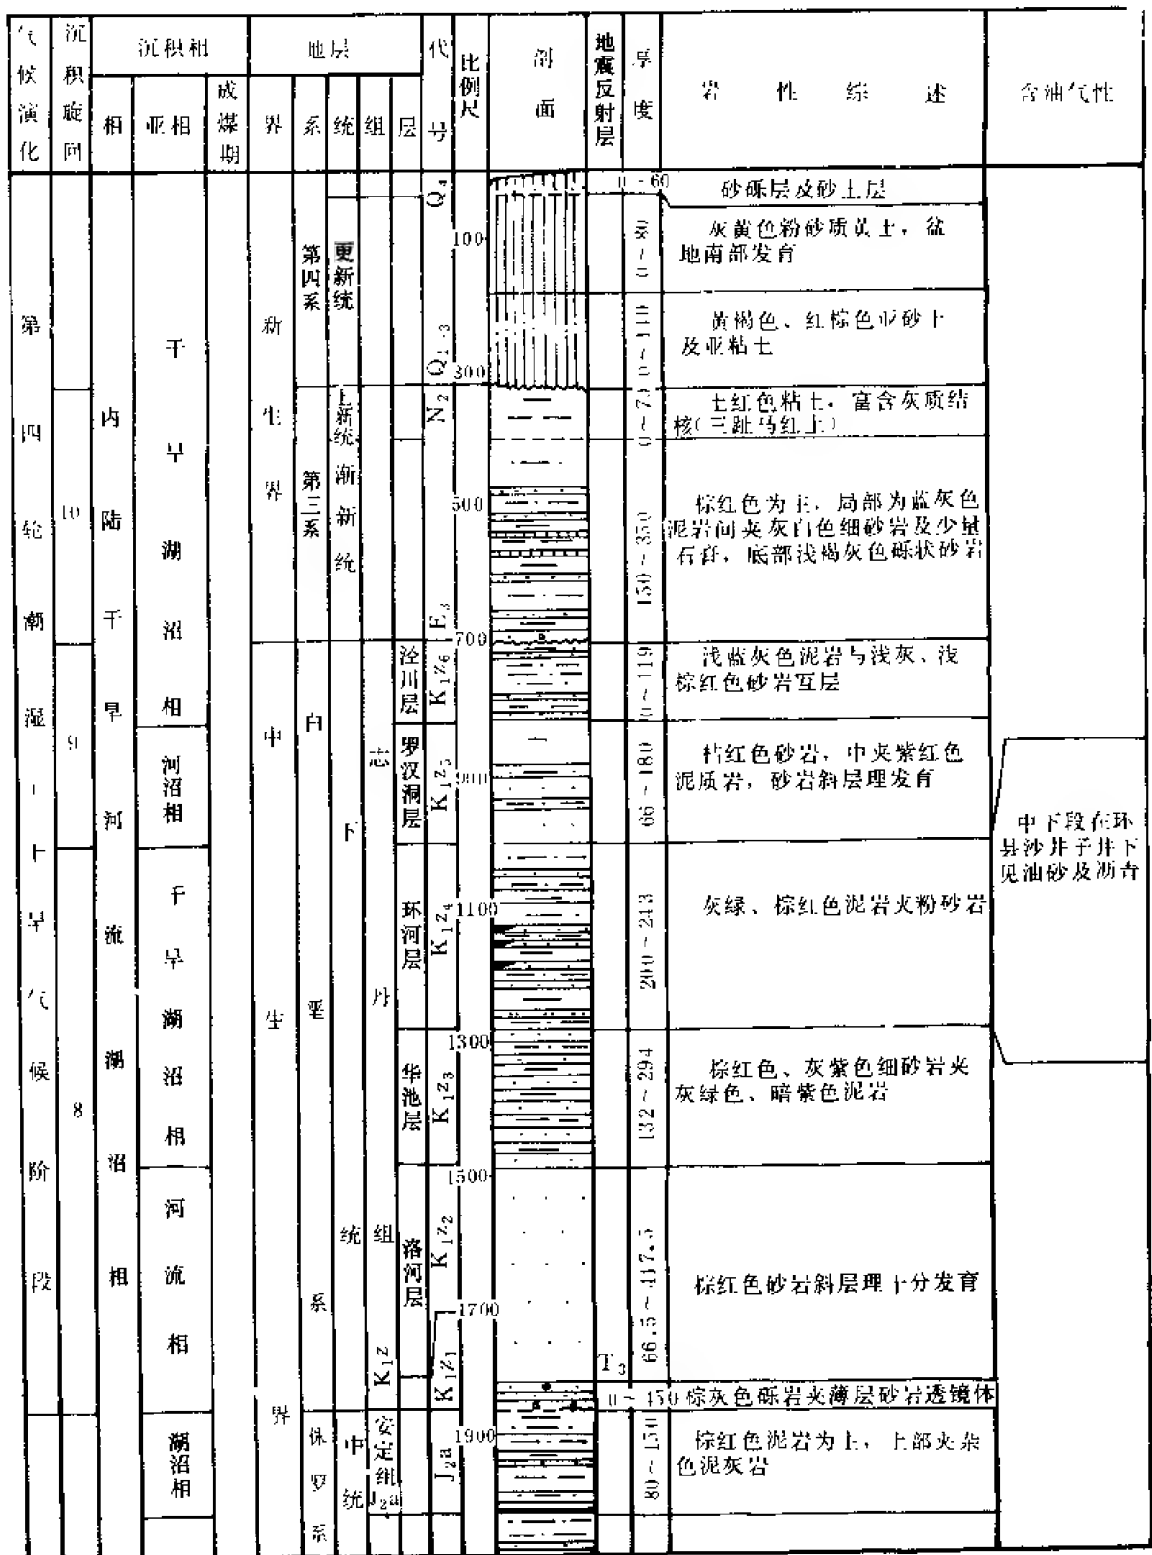 气候演化
沉积旋回
沉积相
相
亚相
成煤期
地层
界
系
统
组
层
代号
比例尺
剖面
地震反射层
厚度
岩性综述
含油气性
第四轮潮湿—干旱气候阶段
10
9
8
内陆干旱河流湖沼相
干旱湖沼相
河沼相
干旱湖沼相
河流相
湖沼相
新生界
中生界
第四系
第三系
白垩系
侏罗系
更新统
上新统
渐新统
下统
中统
志丹组
K₁z
安定组
J₂a
泾川层
罗汉洞层
环河层
华池层
洛河层
Q₄
Q₁₋₃
N₂
E₃
K₁z₆
K₁z₅
K₁z₄
K₁z₃
K₁z₂
K₁z₁
J₂a
100
300
500
700
900
1100
1300
1500
1700
1900
T₃
0~60
砂砾层及砂土层
0~80
灰黄色粉砂质黄土，盆
地南部发育
0~110
黄褐色、红棕色亚砂土
及亚粘土
土红色粘土，富含灰质结
核(三趾马红土)
150~350
棕红色为主，局部为蓝灰色
泥岩间夹灰白色细砂岩及少量
石膏，底部浅褐灰色砾状砂岩
0~119
浅蓝灰色泥岩与浅灰、浅
棕红色砂岩互层
66~180
桔红色砂岩，中夹紫红色
泥质岩，砂岩斜层理发育
200~243
灰绿、棕红色泥岩夹粉砂岩
132~294
棕红色、灰紫色细砂岩夹
灰绿色、暗紫色泥岩
66.5~417.5
棕红色砂岩斜层理十分发育
0~450
棕灰色砾岩夹薄层砂岩透镜体
80~150
棕红色泥岩为主，上部夹杂
色泥灰岩
中下段在环
县沙井子井下
见油砂及沥青